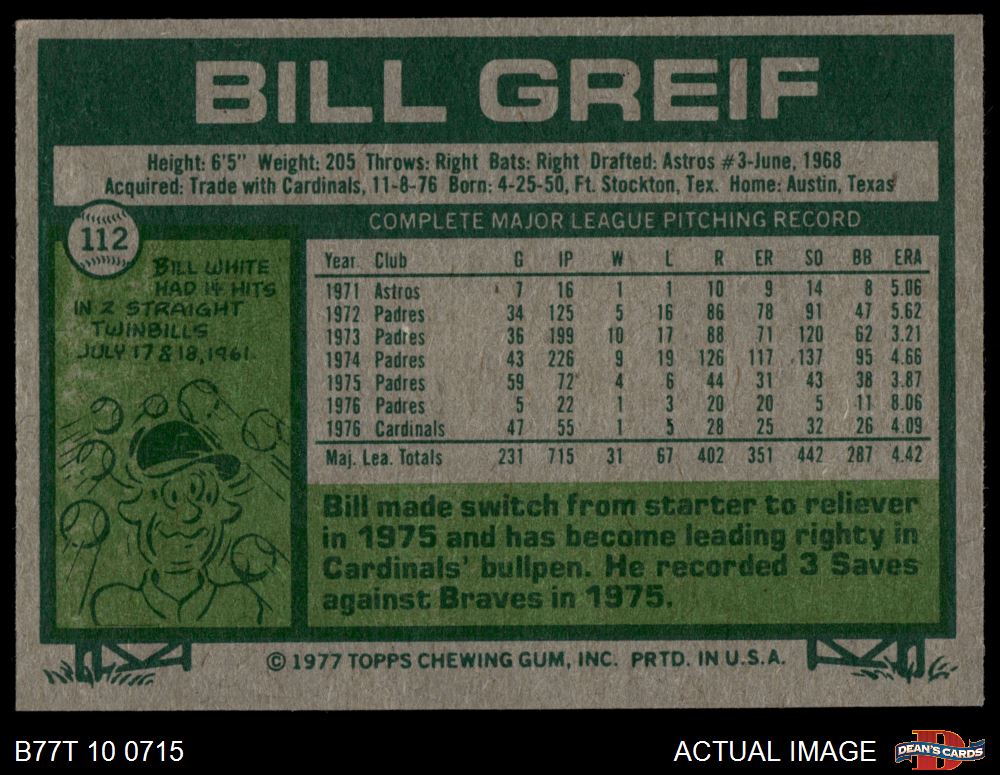 BILL GREIF
Height: 6'5" Weight: 205 Throws: Right Bats: Right Drafted: Astros #3-June, 1968
Acquired: Trade with Cardinals, 11-8-76 Born: 4-25-50, Ft. Stockton, Tex. Home: Austin, Texas
112
BILL WHITE
HAD 14 HITS
IN 2 STRAIGHT
TWINBILLS
JULY 17 & 18, 1961.
COMPLETE MAJOR LEAGUE PITCHING RECORD
Year Club G IP W L R ER SO BB ERA
1971 Astros 7 16 1 1 10 9 14 8 5.06
1972 Padres 34 125 5 16 86 78 91 47 5.62
1973 Padres 36 199 10 17 88 71 120 62 3.21
1974 Padres 43 226 9 19 126 117 137 95 4.66
1975 Padres 59 72 4 6 44 31 43 38 3.87
1976 Padres 5 22 1 3 20 20 5 11 8.06
1976 Cardinals 47 55 1 5 28 25 32 26 4.09
Maj. Lea. Totals 231 715 31 67 402 351 442 287 4.42
Bill made switch from starter to reliever
in 1975 and has become leading righty in
Cardinals' bullpen. He recorded 3 Saves
against Braves in 1975.
© 1977 TOPPS CHEWING GUM, INC. PRTD. IN U.S.A.
B77T 10 0715
ACTUAL IMAGE
D
DEAN'S CARDS